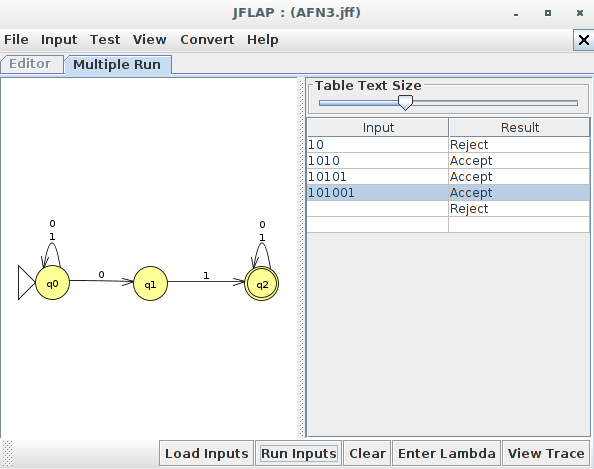 JFLAP : (AFN3.jff)
File Input Test View Convert Help
Editor Multiple Run
Table Text Size
Input Result
10 Reject
1010 Accept
10101 Accept
101001 Accept
Reject
0 0
1 1
0 1
q0 q1 q2
Load Inputs Run Inputs Clear Enter Lambda View Trace